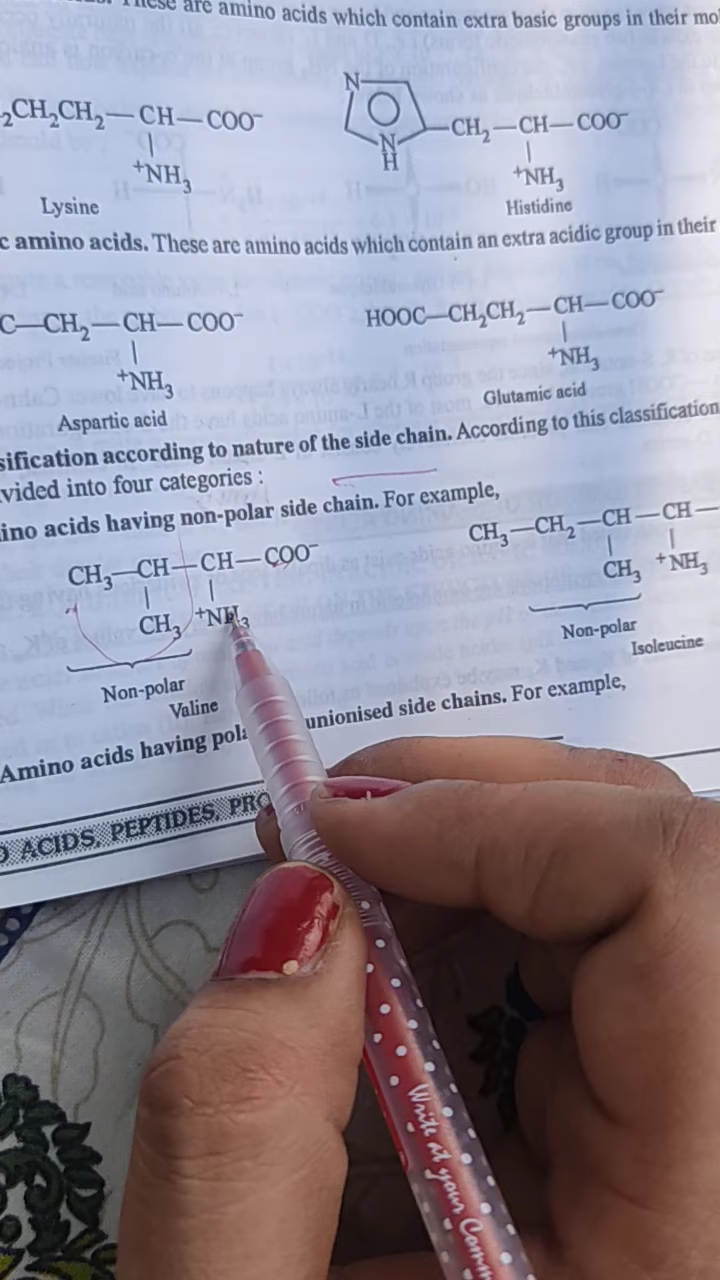 These are amino acids which contain extra basic groups in their
₂CH₂CH₂—CH—COO⁻
⁺NH₃
Lysine
N
N
H
—CH₂—CH—COO⁻
⁺NH₃
Histidine
c amino acids. These are amino acids which contain an extra acidic group in their
C—CH₂—CH—COO⁻
⁺NH₃
Aspartic acid
HOOC—CH₂CH₂—CH—COO⁻
⁺NH₃
Glutamic acid
sification according to nature of the side chain. According to this classification
vided into four categories :
ino acids having non-polar side chain. For example,
CH₃—CH—CH—COO⁻
CH₃ ⁺NH₃
Non-polar
Valine
CH₃—CH₂—CH—CH—
CH₃ ⁺NH₃
Non-polar
Isoleucine
Amino acids having unionised side chains. For example,
ACIDS, PEPTIDES,
Write at your